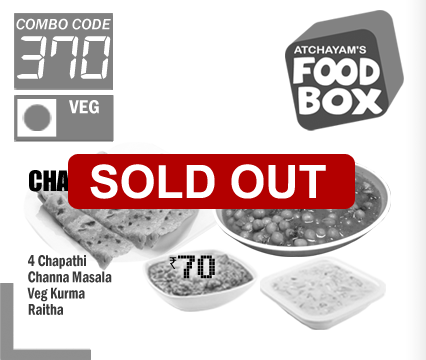 COMBO CODE
370
VEG
ATCHAYAM'S
FOOD
BOX
CHA
SOLD OUT
4 Chapathi
Channa Masala
Veg Kurma
Raitha
₹70